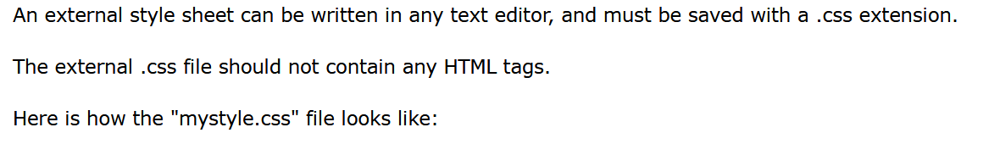 An external style sheet can be written in any text editor, and must be saved with a .css extension.
The external .css file should not contain any HTML tags.
Here is how the "mystyle.css" file looks like: